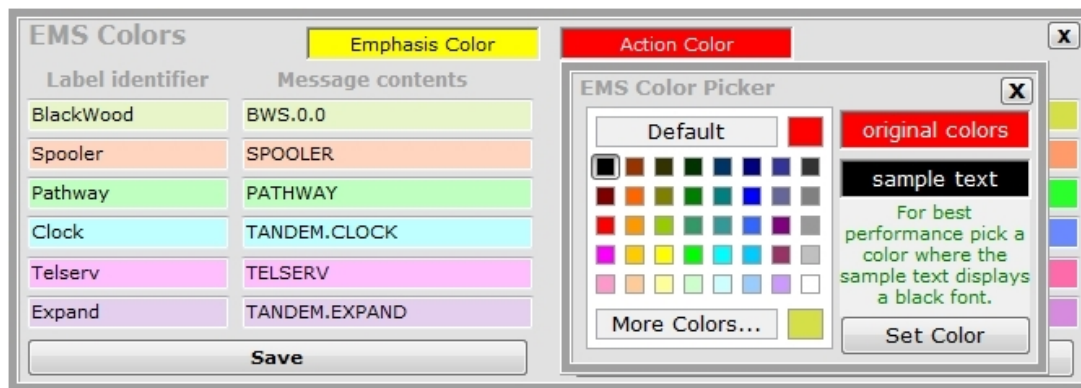 EMS Colors
Emphasis Color
Action Color
X
Label identifier
Message contents
BlackWood
BWS.0.0
Spooler
SPOOLER
Pathway
PATHWAY
Clock
TANDEM.CLOCK
Telserv
TELSERV
Expand
TANDEM.EXPAND
Save
EMS Color Picker
X
Default
original colors
sample text
For best
performance pick a
color where the
sample text displays
a black font.
More Colors...
Set Color